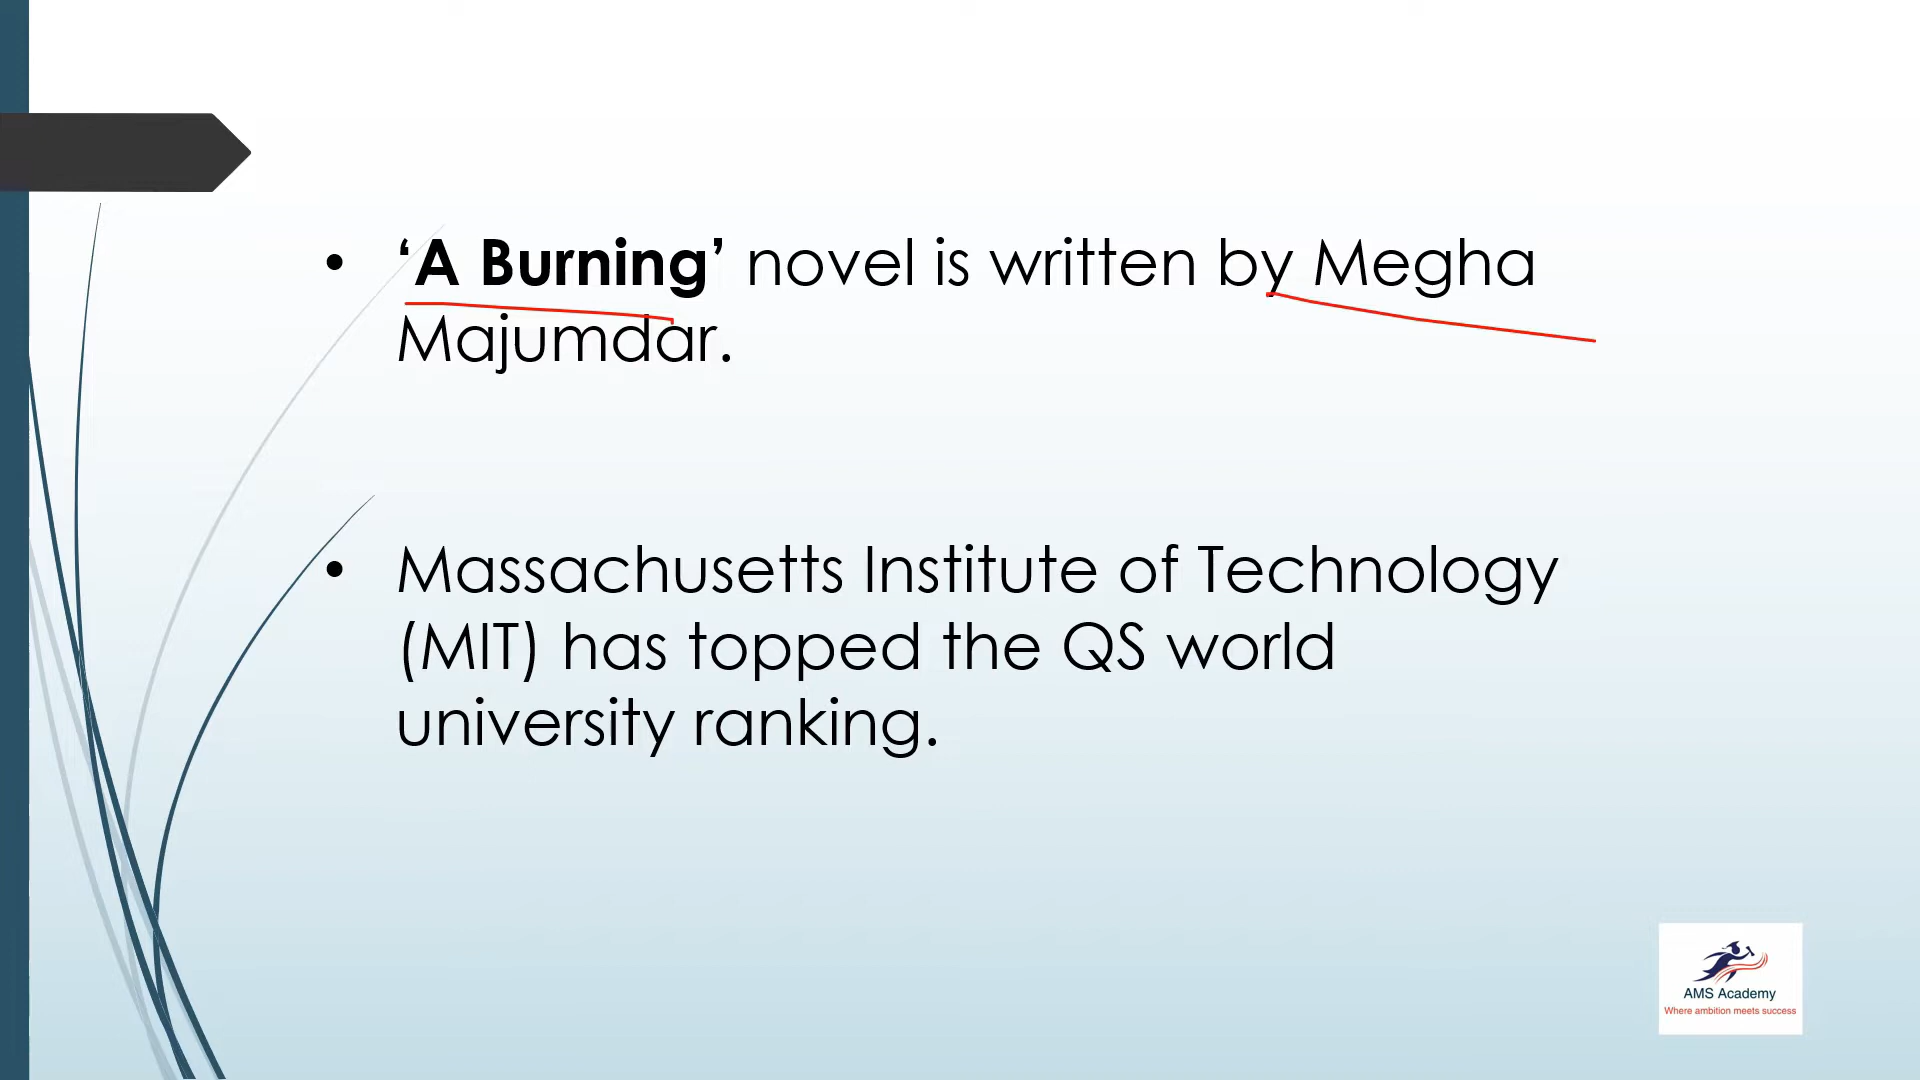 • ‘A Burning’ novel is written by Megha
Majumdar.
• Massachusetts Institute of Technology
(MIT) has topped the QS world
university ranking.
AMS Academy
Where ambition meets success